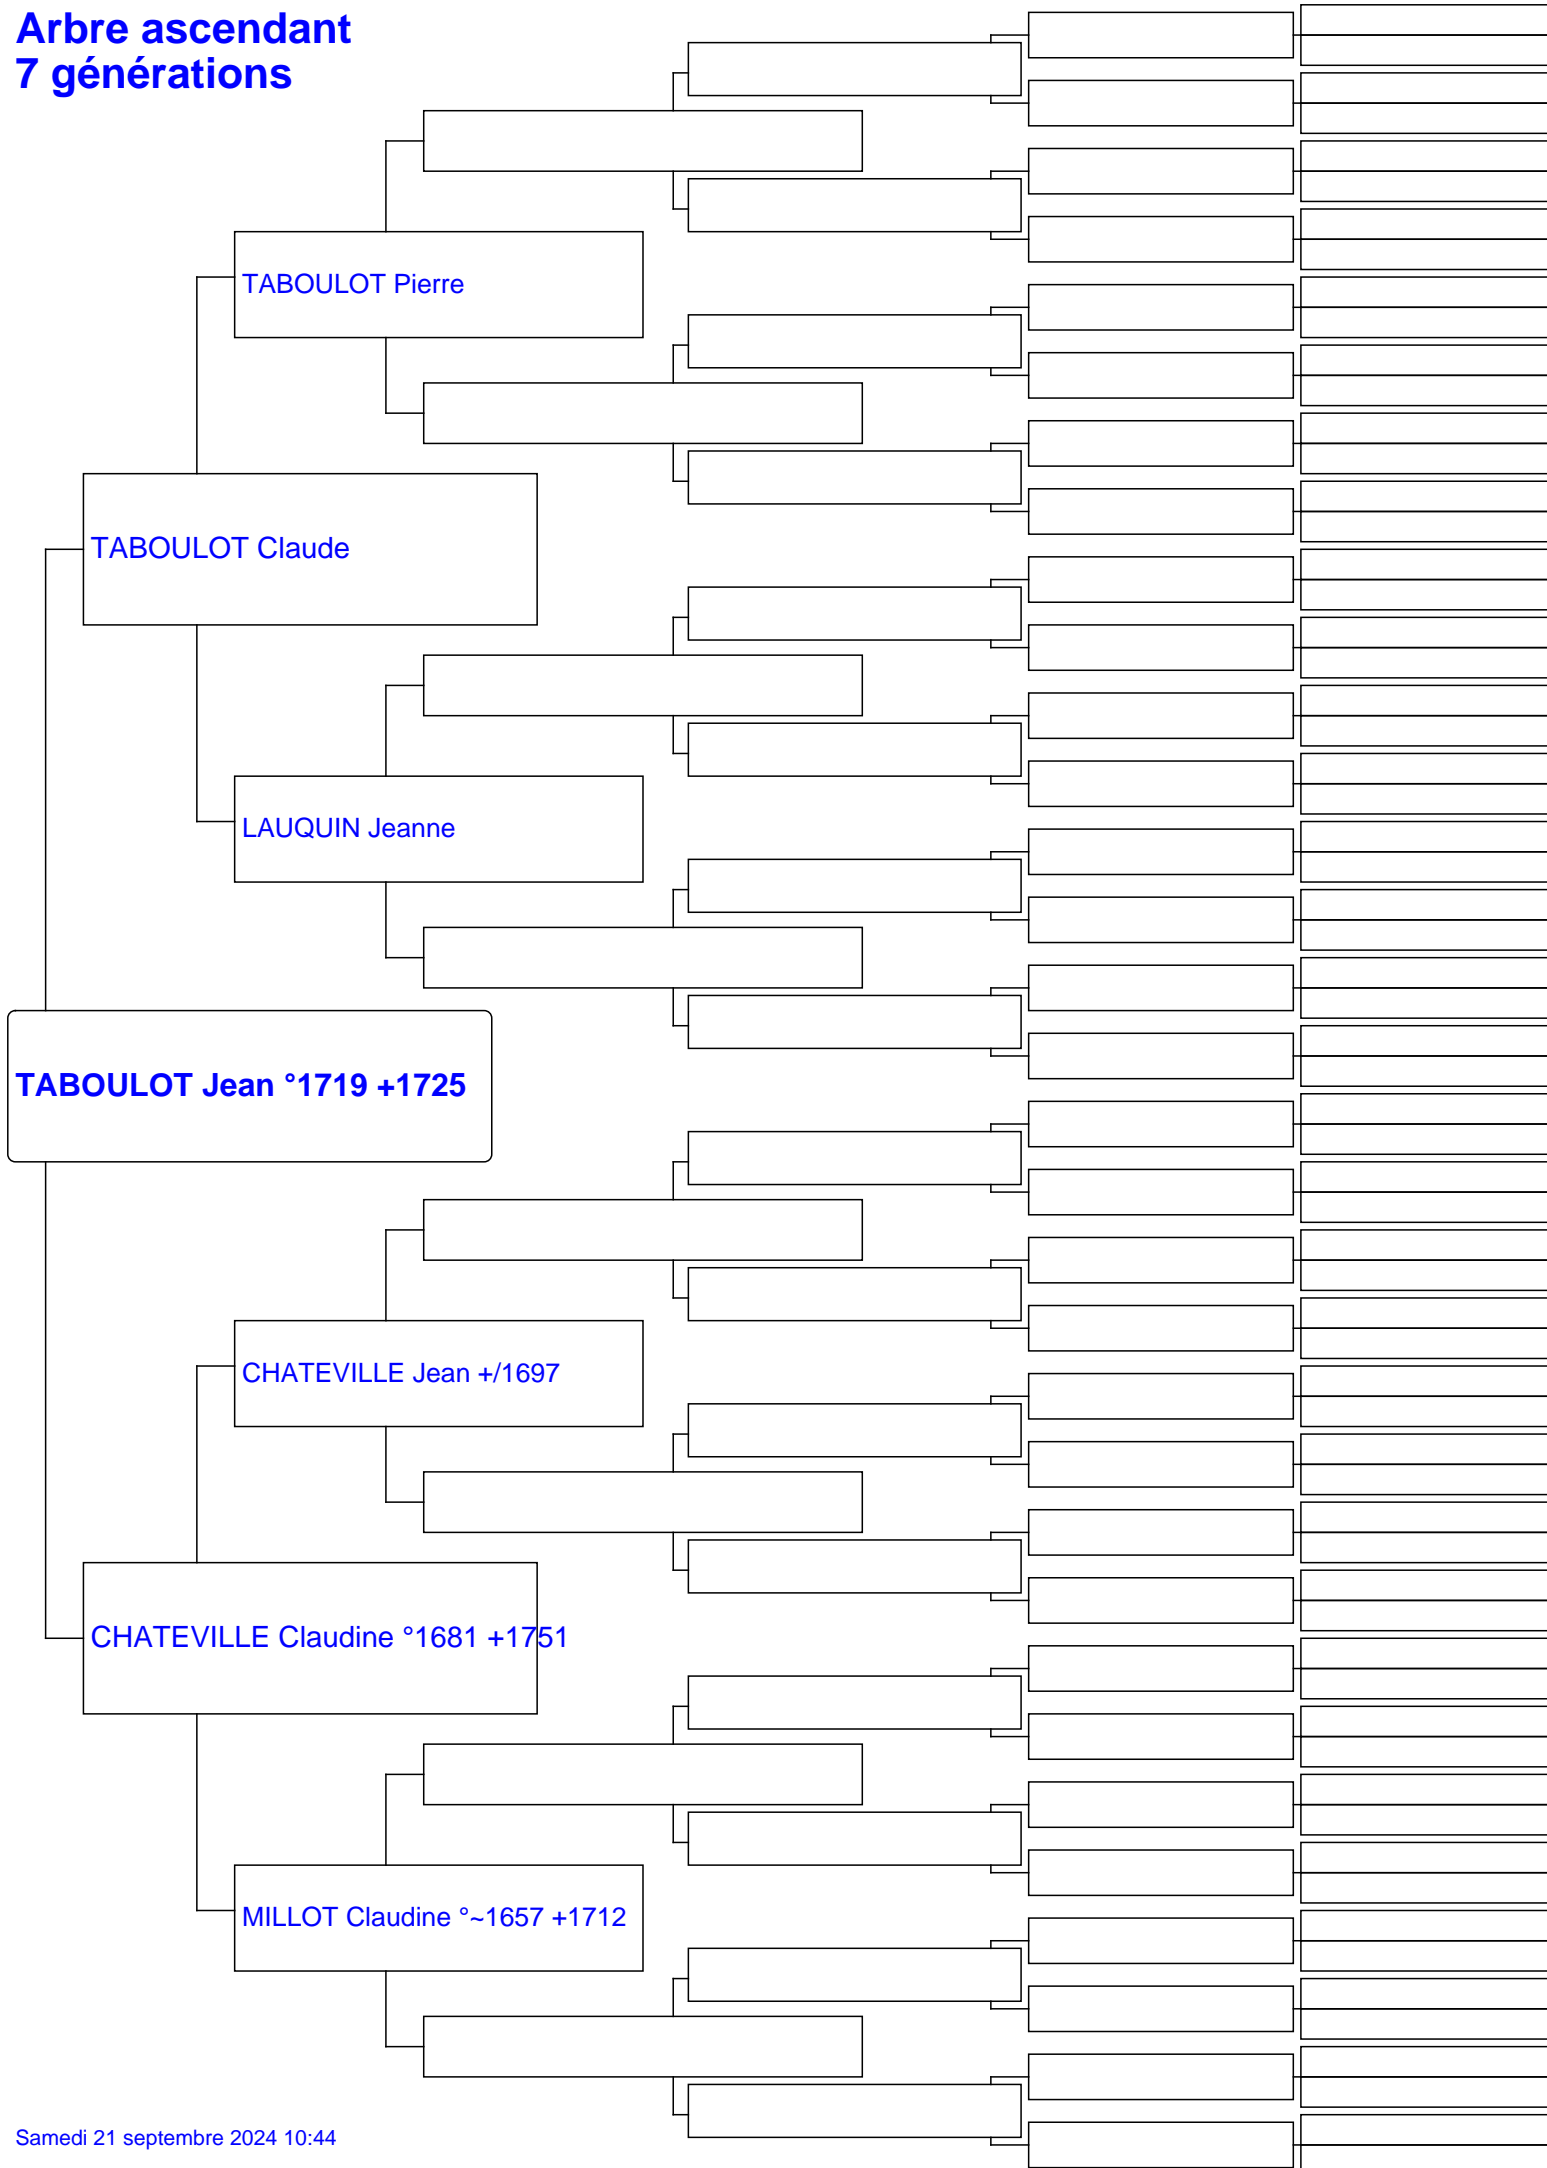 Arbre ascendant
7 générations
TABOULOT Pierre
TABOULOT Claude
LAUQUIN Jeanne
TABOULOT Jean °1719 +1725
CHATEVILLE Jean +/1697
CHATEVILLE Claudine °1681 +1751
MILLOT Claudine °~1657 +1712
Samedi 21 septembre 2024 10:44